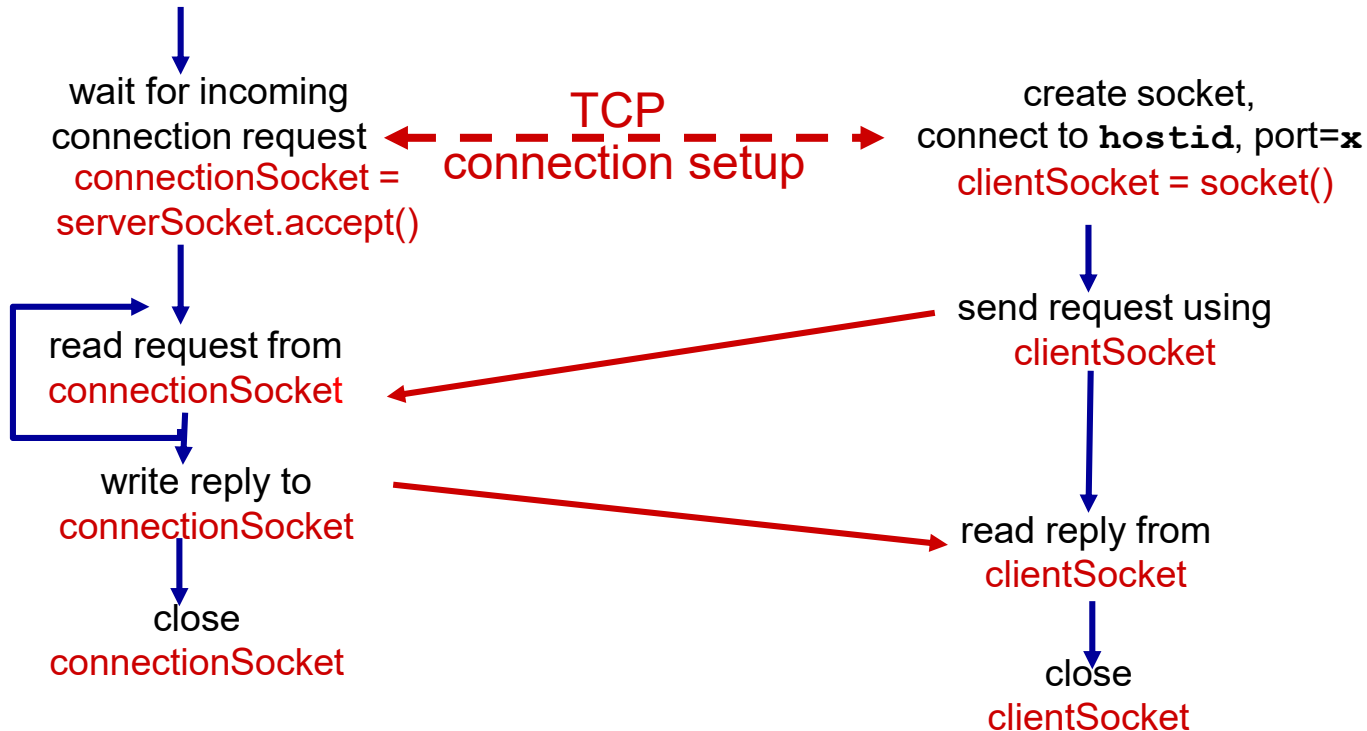 wait for incoming
connection request
connectionSocket =
serverSocket.accept()
TCP
connection setup
create socket,
connect to hostid, port=x
clientSocket = socket()
read request from
connectionSocket
send request using
clientSocket
write reply to
connectionSocket
read reply from
clientSocket
close
connectionSocket
close
clientSocket